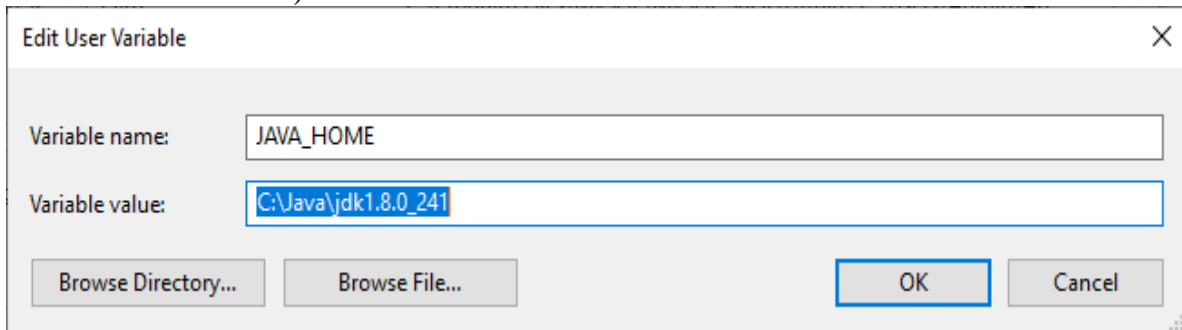 Edit User Variable
Variable name: JAVA_HOME
Variable value: C:\Java\jdk1.8.0_241
Browse Directory... Browse File... OK Cancel